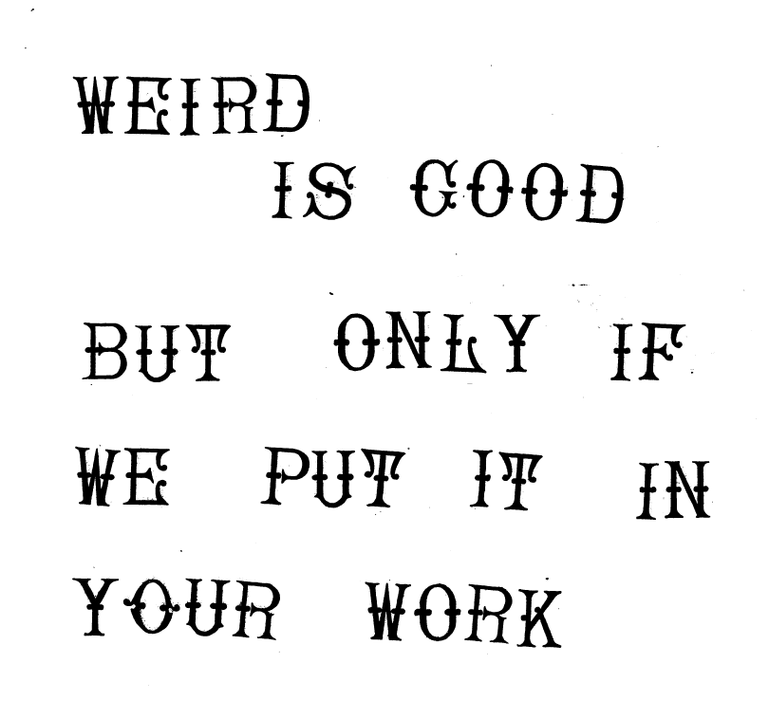 WEIRD
IS GOOD
BUT ONLY IF
WE PUT IT IN
YOUR WORK